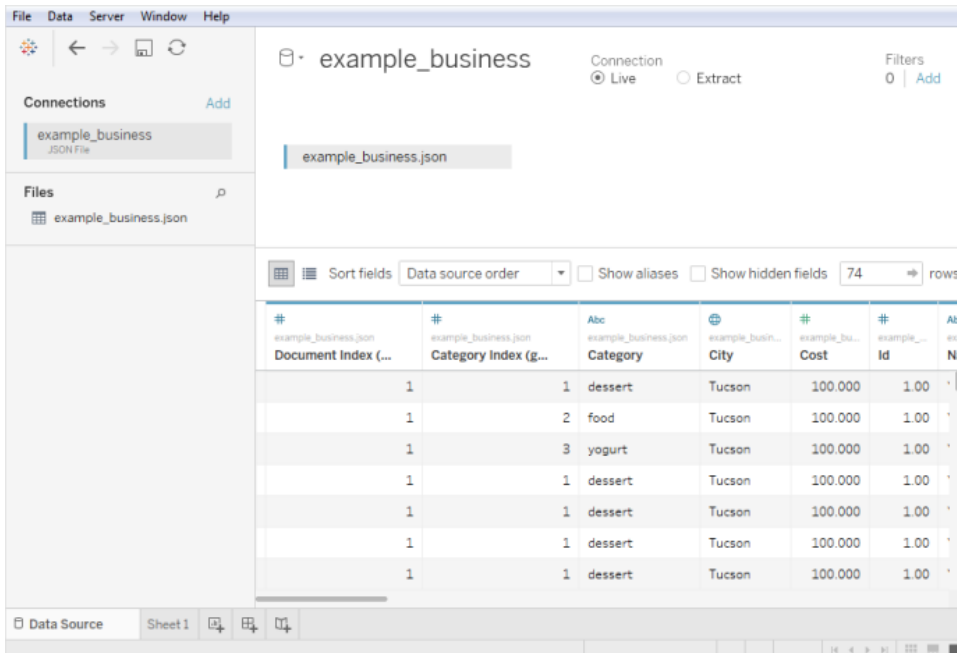 File Data Server Window Help
example_business
Connection
Live Extract
Filters
0 Add
Connections Add
example_business
JSON File
example_business.json
Files
example_business.json
Sort fields Data source order Show aliases Show hidden fields 74 rows
# # Abc # #
example_business.json example_business.json example_business.json example_busin... example_bu... example_...
Document Index (... Category Index (g... Category City Cost Id
1 1 dessert Tucson 100.000 1.00
1 2 food Tucson 100.000 1.00
1 3 yogurt Tucson 100.000 1.00
1 1 dessert Tucson 100.000 1.00
1 1 dessert Tucson 100.000 1.00
1 1 dessert Tucson 100.000 1.00
1 1 dessert Tucson 100.000 1.00
Data Source Sheet 1